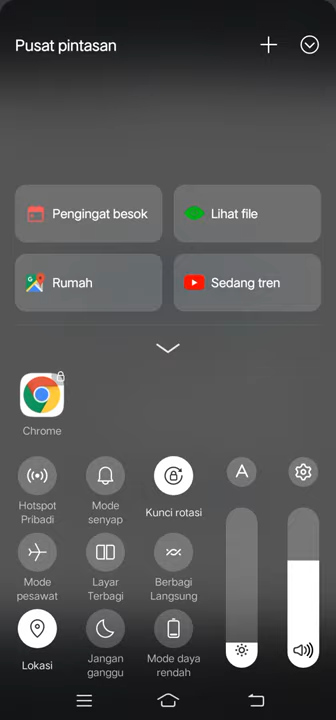 Pusat pintasan
Pengingat besok
Lihat file
Rumah
Sedang tren
Chrome
A
Hotspot
Pribadi
Mode
senyap
Kunci rotasi
Mode
pesawat
Layar
Terbagi
Berbagi
Langsung
Lokasi
Jangan
ganggu
Mode daya
rendah